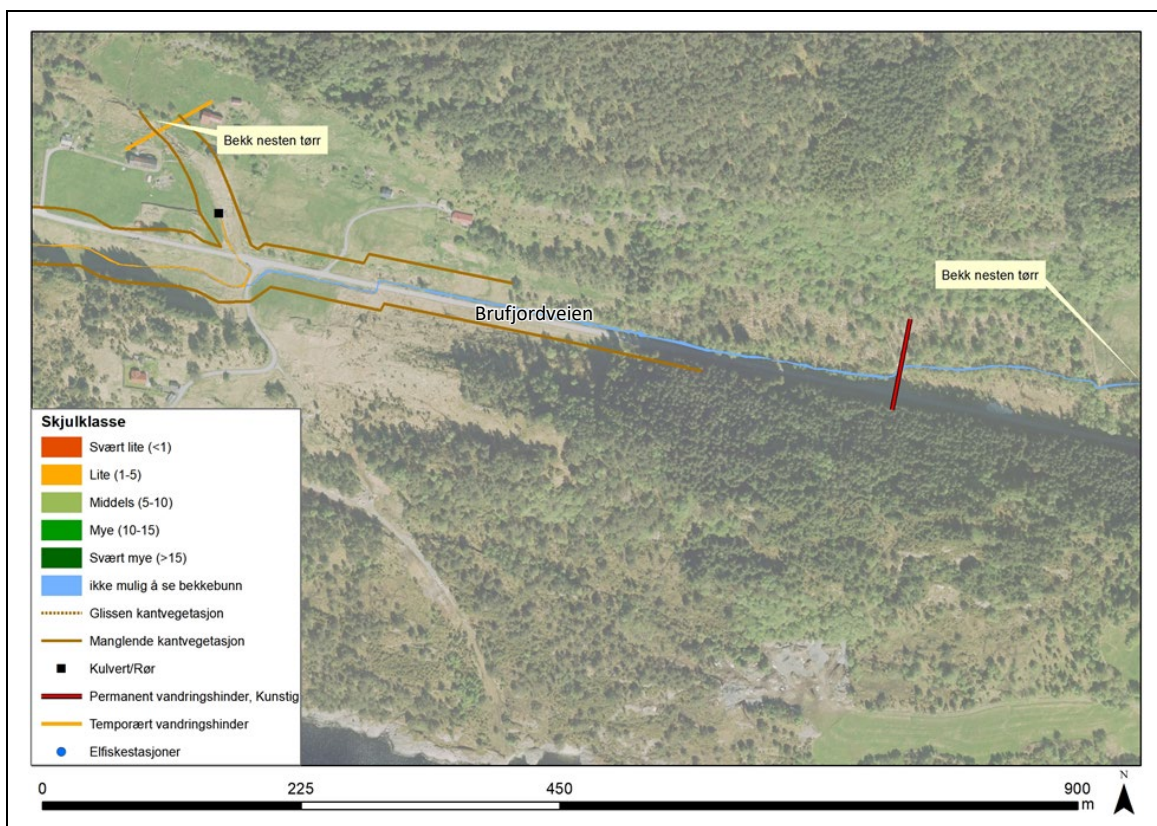 Bekk nesten tørr
Bekk nesten tørr
Brufjordveien
Skjulklasse
Svært lite (<1)
Lite (1-5)
Middels (5-10)
Mye (10-15)
Svært mye (>15)
ikke mulig å se bekkebunn
Glissen kantvegetasjon
Manglende kantvegetasjon
Kulvert/Rør
Permanent vandringshinder, Kunstig
Temporært vandringshinder
Elfiskestasjoner
0 225 450 900
m
N